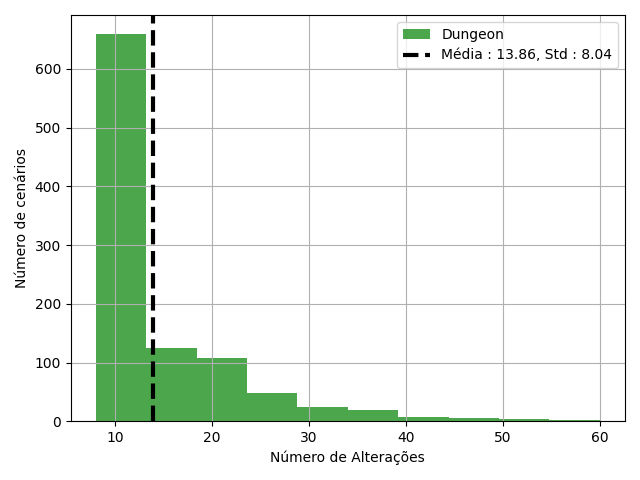 Dungeon
Média : 13.86, Std : 8.04
600
500
400
300
200
100
0
Número de cenários
10 20 30 40 50 60
Número de Alterações